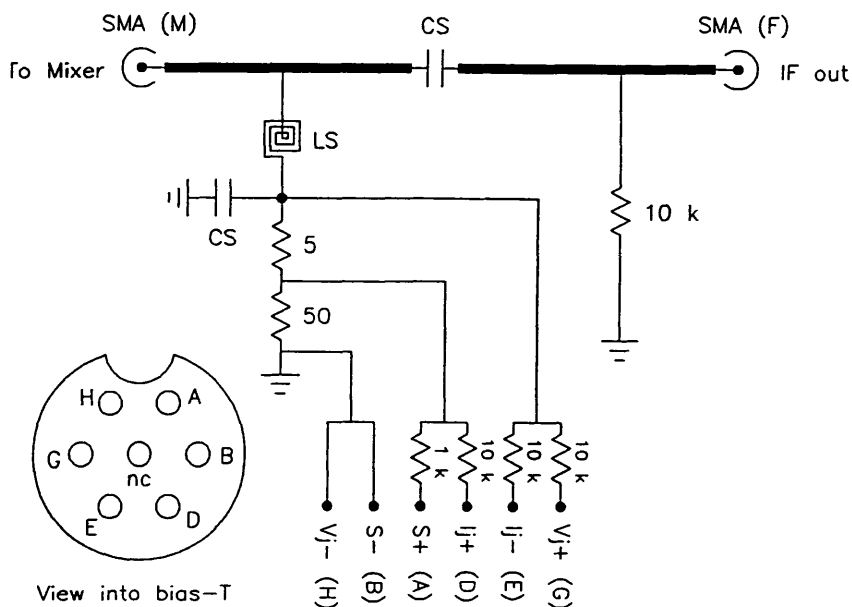 SMA (M)
CS
SMA (F)
To Mixer
IF out
LS
10 k
CS
5
50
H
A
G
B
nc
E
D
1 k
10 k
10 k
10 k
Vj- (H)
S- (B)
S+ (A)
Ij+ (D)
Ij- (E)
Vj+ (G)
View into bias-T